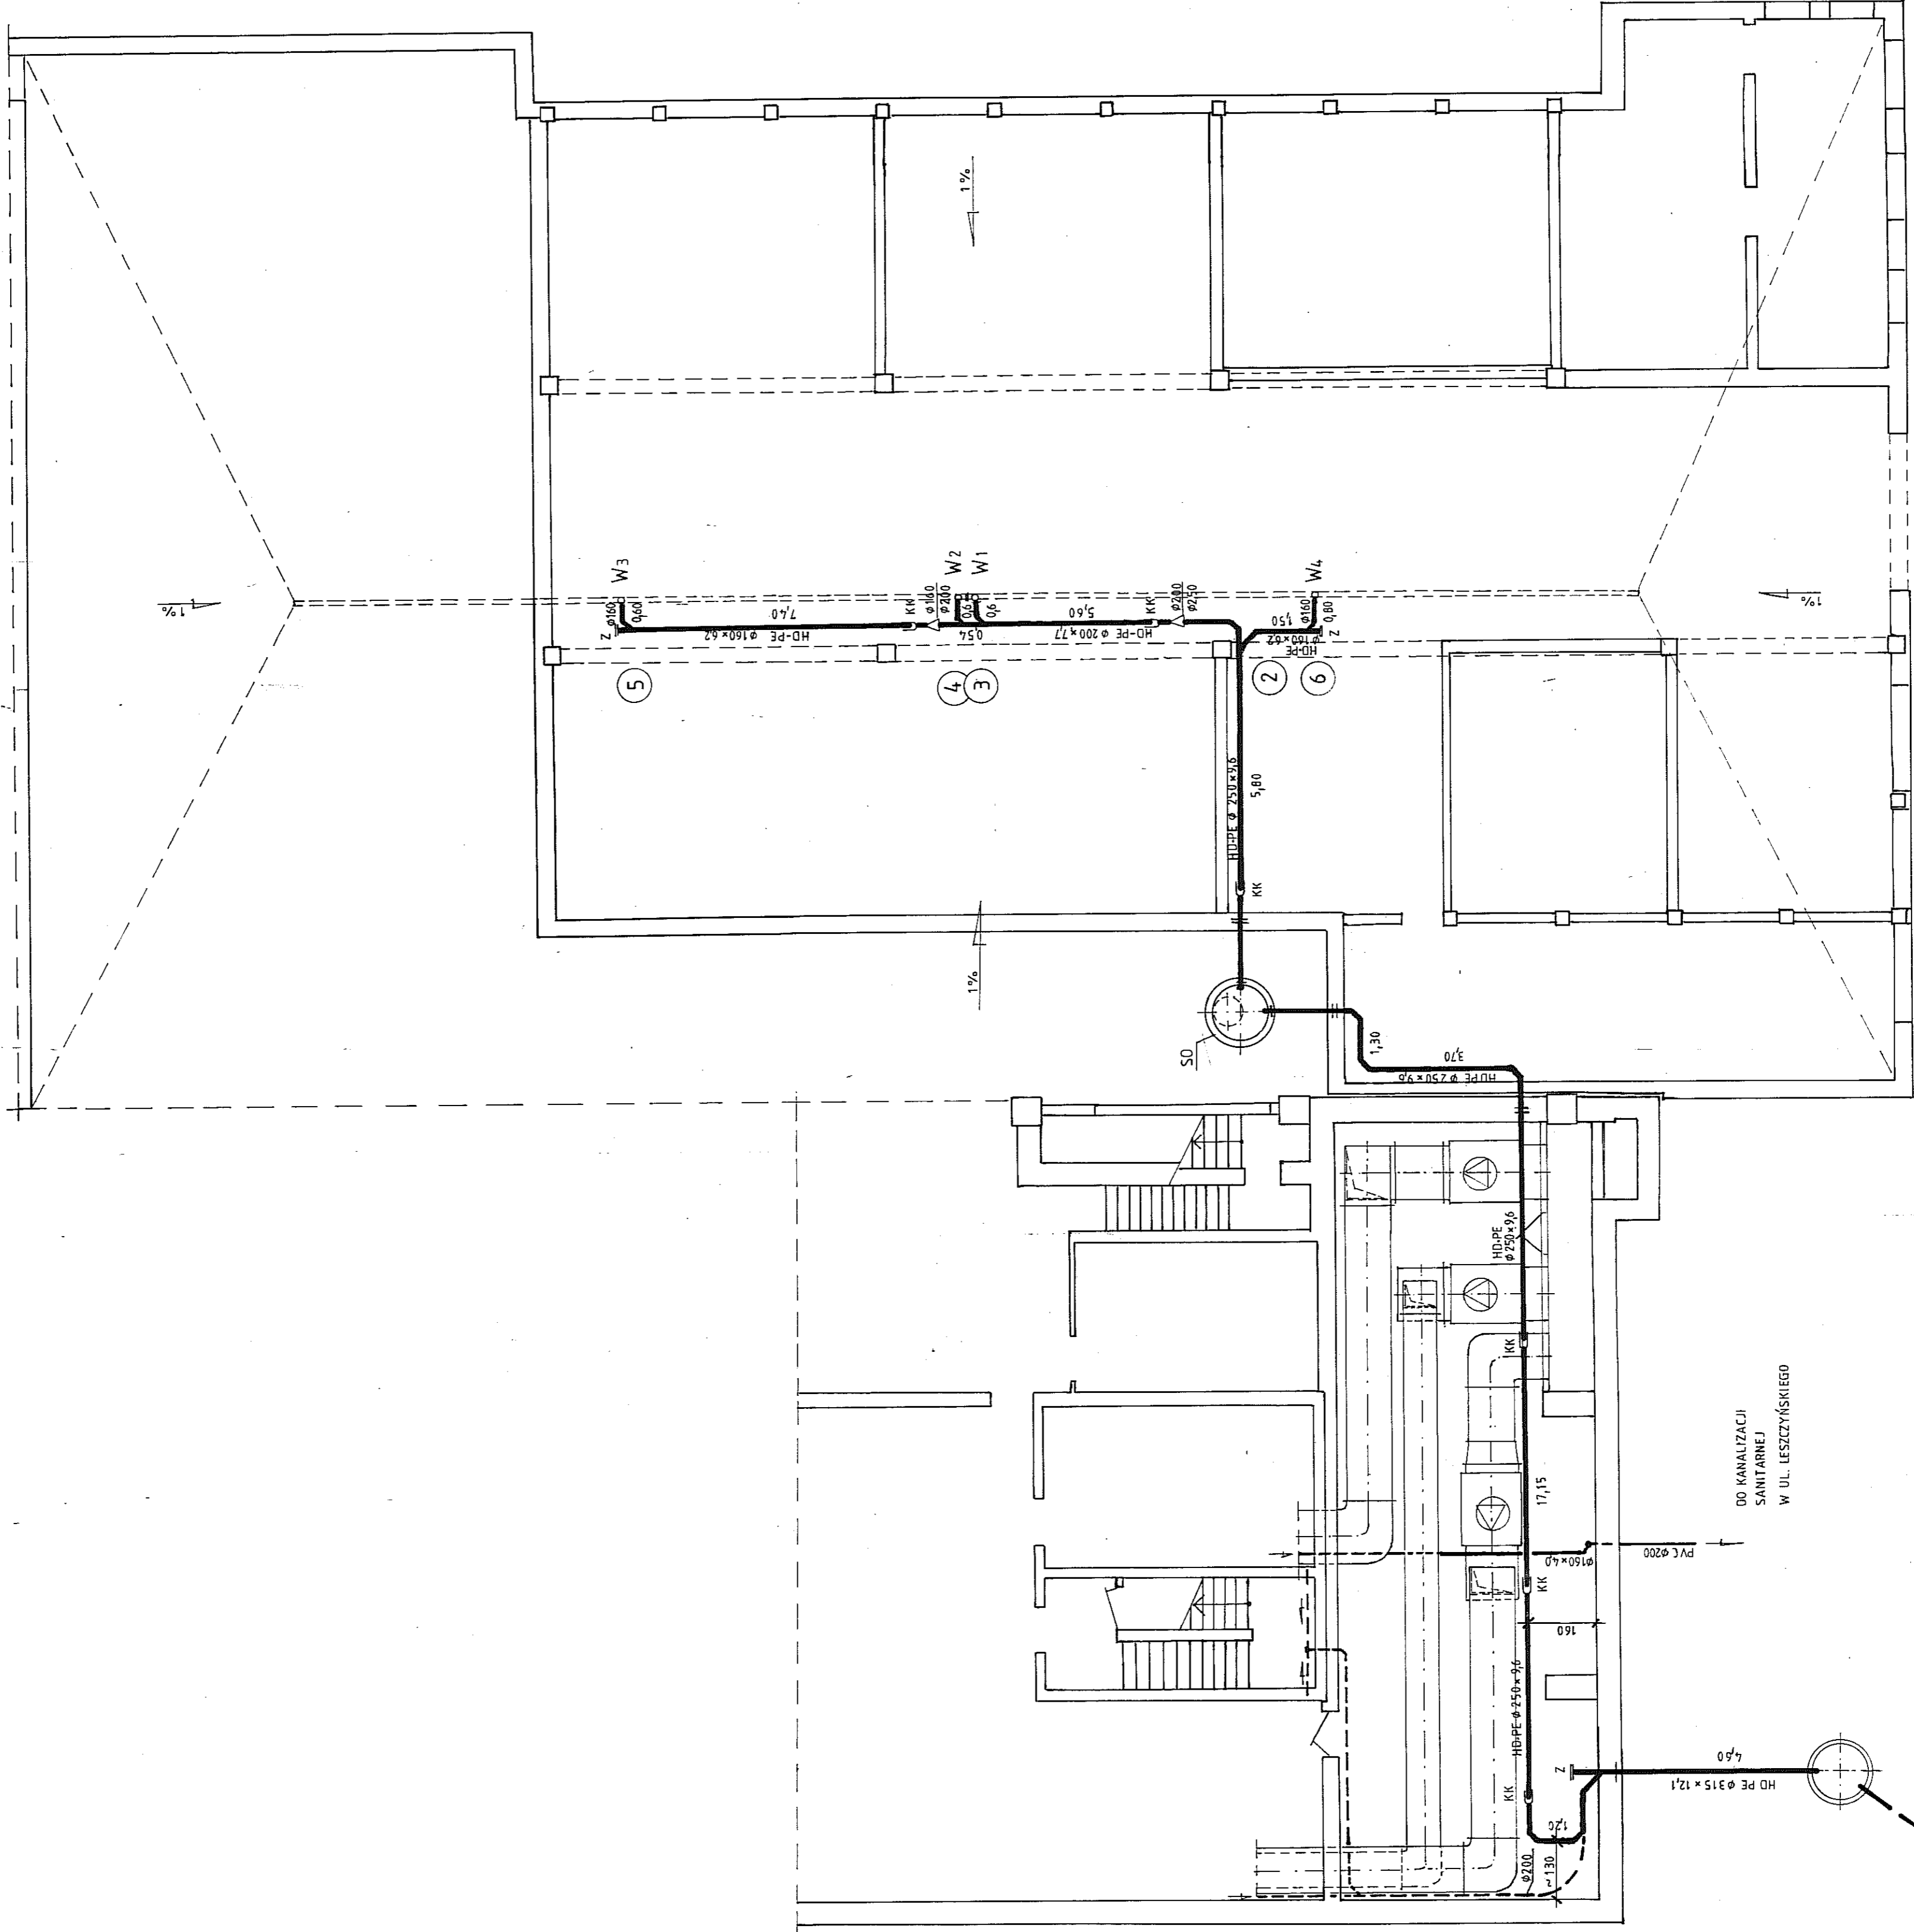 1%
1%
W3
φ160
0,60
Z
7,40
HD-PE φ160×6,2
KK
φ160
φ200
W2
W1
0,6
0,6
0,54
5,60
HD-PE φ 200×7,7
KK
φ200
φ250
W4
φ160
0,80
1,50
φ160×6,2
HD-PE
Z
1%
5
4
3
2
6
HD-PE φ 250×9,6
5,80
KK
1%
SO
1,30
3,70
HD-PE φ 250×9,6
HD-PE
φ250×9,6
KK
17,15
DO KANALIZACJI
SANITARNEJ
W UL. LESZCZYŃSKIEGO
φ160×4,0
PVC φ200
KK
160
HD-PE φ 250×9,6
Z
KK
4,60
HD PE φ315×12,1
1,20
φ200
~130